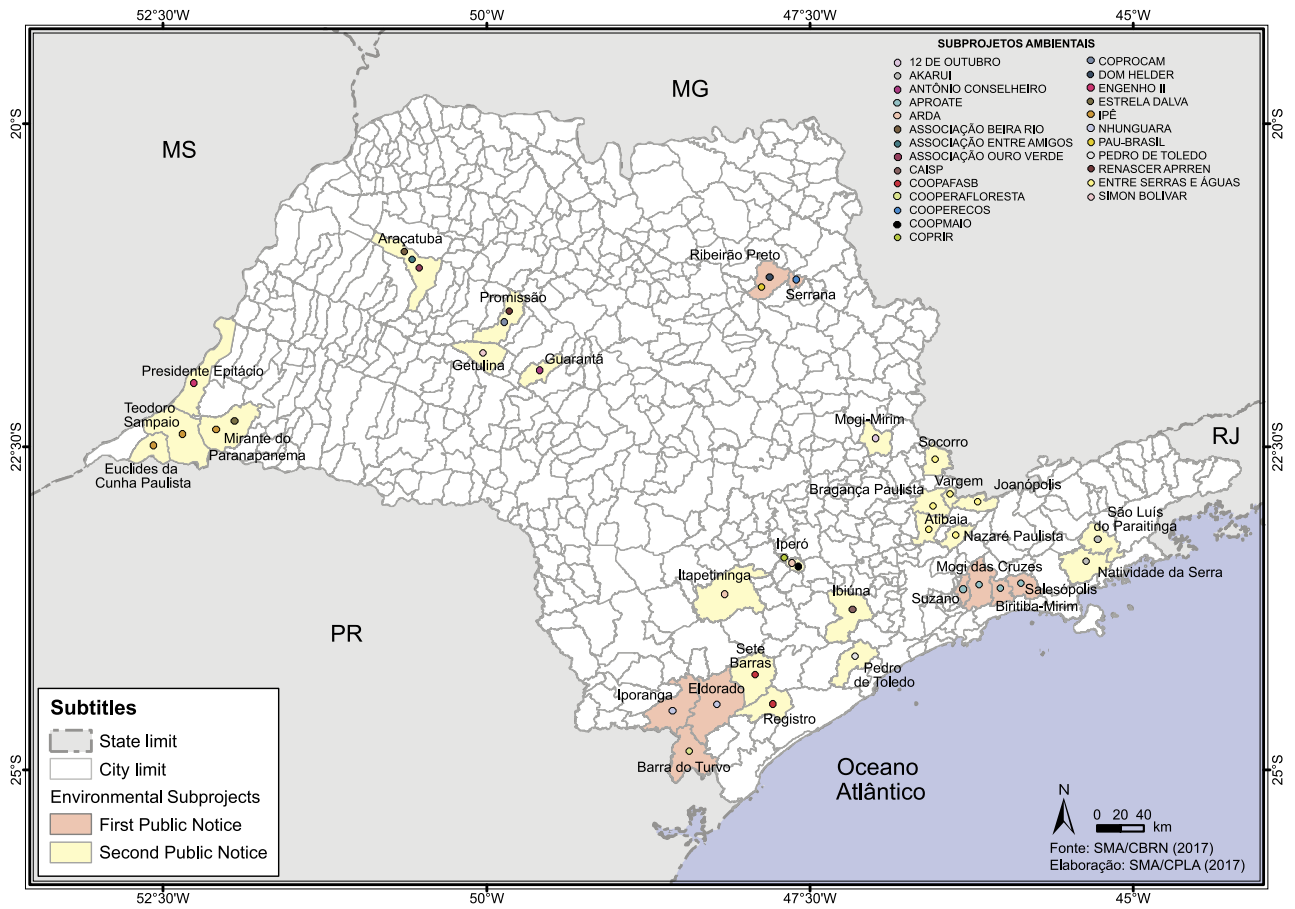 52°30'W
50°W
47°30'W
45°W
20°S
20°S
22°30'S
22°30'S
25°S
25°S
MG
MS
RJ
PR
SUBPROJETOS AMBIENTAIS
12 DE OUTUBRO
AKARUI
ANTÔNIO CONSELHEIRO
APROATE
ARDA
ASSOCIAÇÃO BEIRA RIO
ASSOCIAÇÃO ENTRE AMIGOS
ASSOCIAÇÃO OURO VERDE
CAISP
COOPAFASB
COOPERAFLORESTA
COOPERECOS
COOPMAIO
COPRIR
COPROCAM
DOM HELDER
ENGENHO II
ESTRELA DALVA
IPÊ
NHUNGUARA
PAU-BRASIL
PEDRO DE TOLEDO
RENASCER APRREN
ENTRE SERRAS E ÁGUAS
SIMON BOLIVAR
Araçatuba
Ribeirão Preto
Serrana
Promissão
Getulina
Guarantã
Presidente Epitácio
Teodoro
Sampaio
Mirante do
Paranapanema
Euclides da
Cunha Paulista
Mogi-Mirim
Socorro
Vargem
Joanópolis
Bragança Paulista
Atibaia
Nazaré Paulista
São Luís
do Paraitinga
Natividade da Serra
Iperó
Mogi das Cruzes
Itapetininga
Ibiúna
Suzano
Salesópolis
Biritiba-Mirim
Sete
Barras
Pedro
de Toledo
Iporanga
Eldorado
Registro
Barra do Turvo
Oceano
Atlântico
Subtitles
State limit
City limit
Environmental Subprojects
First Public Notice
Second Public Notice
N
0 20 40
km
Fonte: SMA/CBRN (2017)
Elaboração: SMA/CPLA (2017)
52°30'W
50°W
47°30'W
45°W